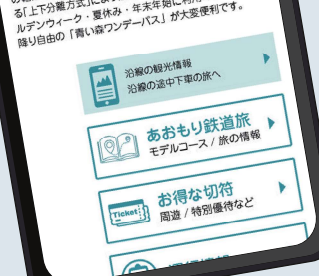 る「上下分離方式」によ
ルデンウィーク・夏休み・年末年始に利用
降り自由の「青い森ワンデーパス」が大変便利です。
沿線の観光情報
沿線の途中下車の旅へ
あおもり鉄道旅
モデルコース / 旅の情報
Ticket
お得な切符
周遊 / 特別優待など